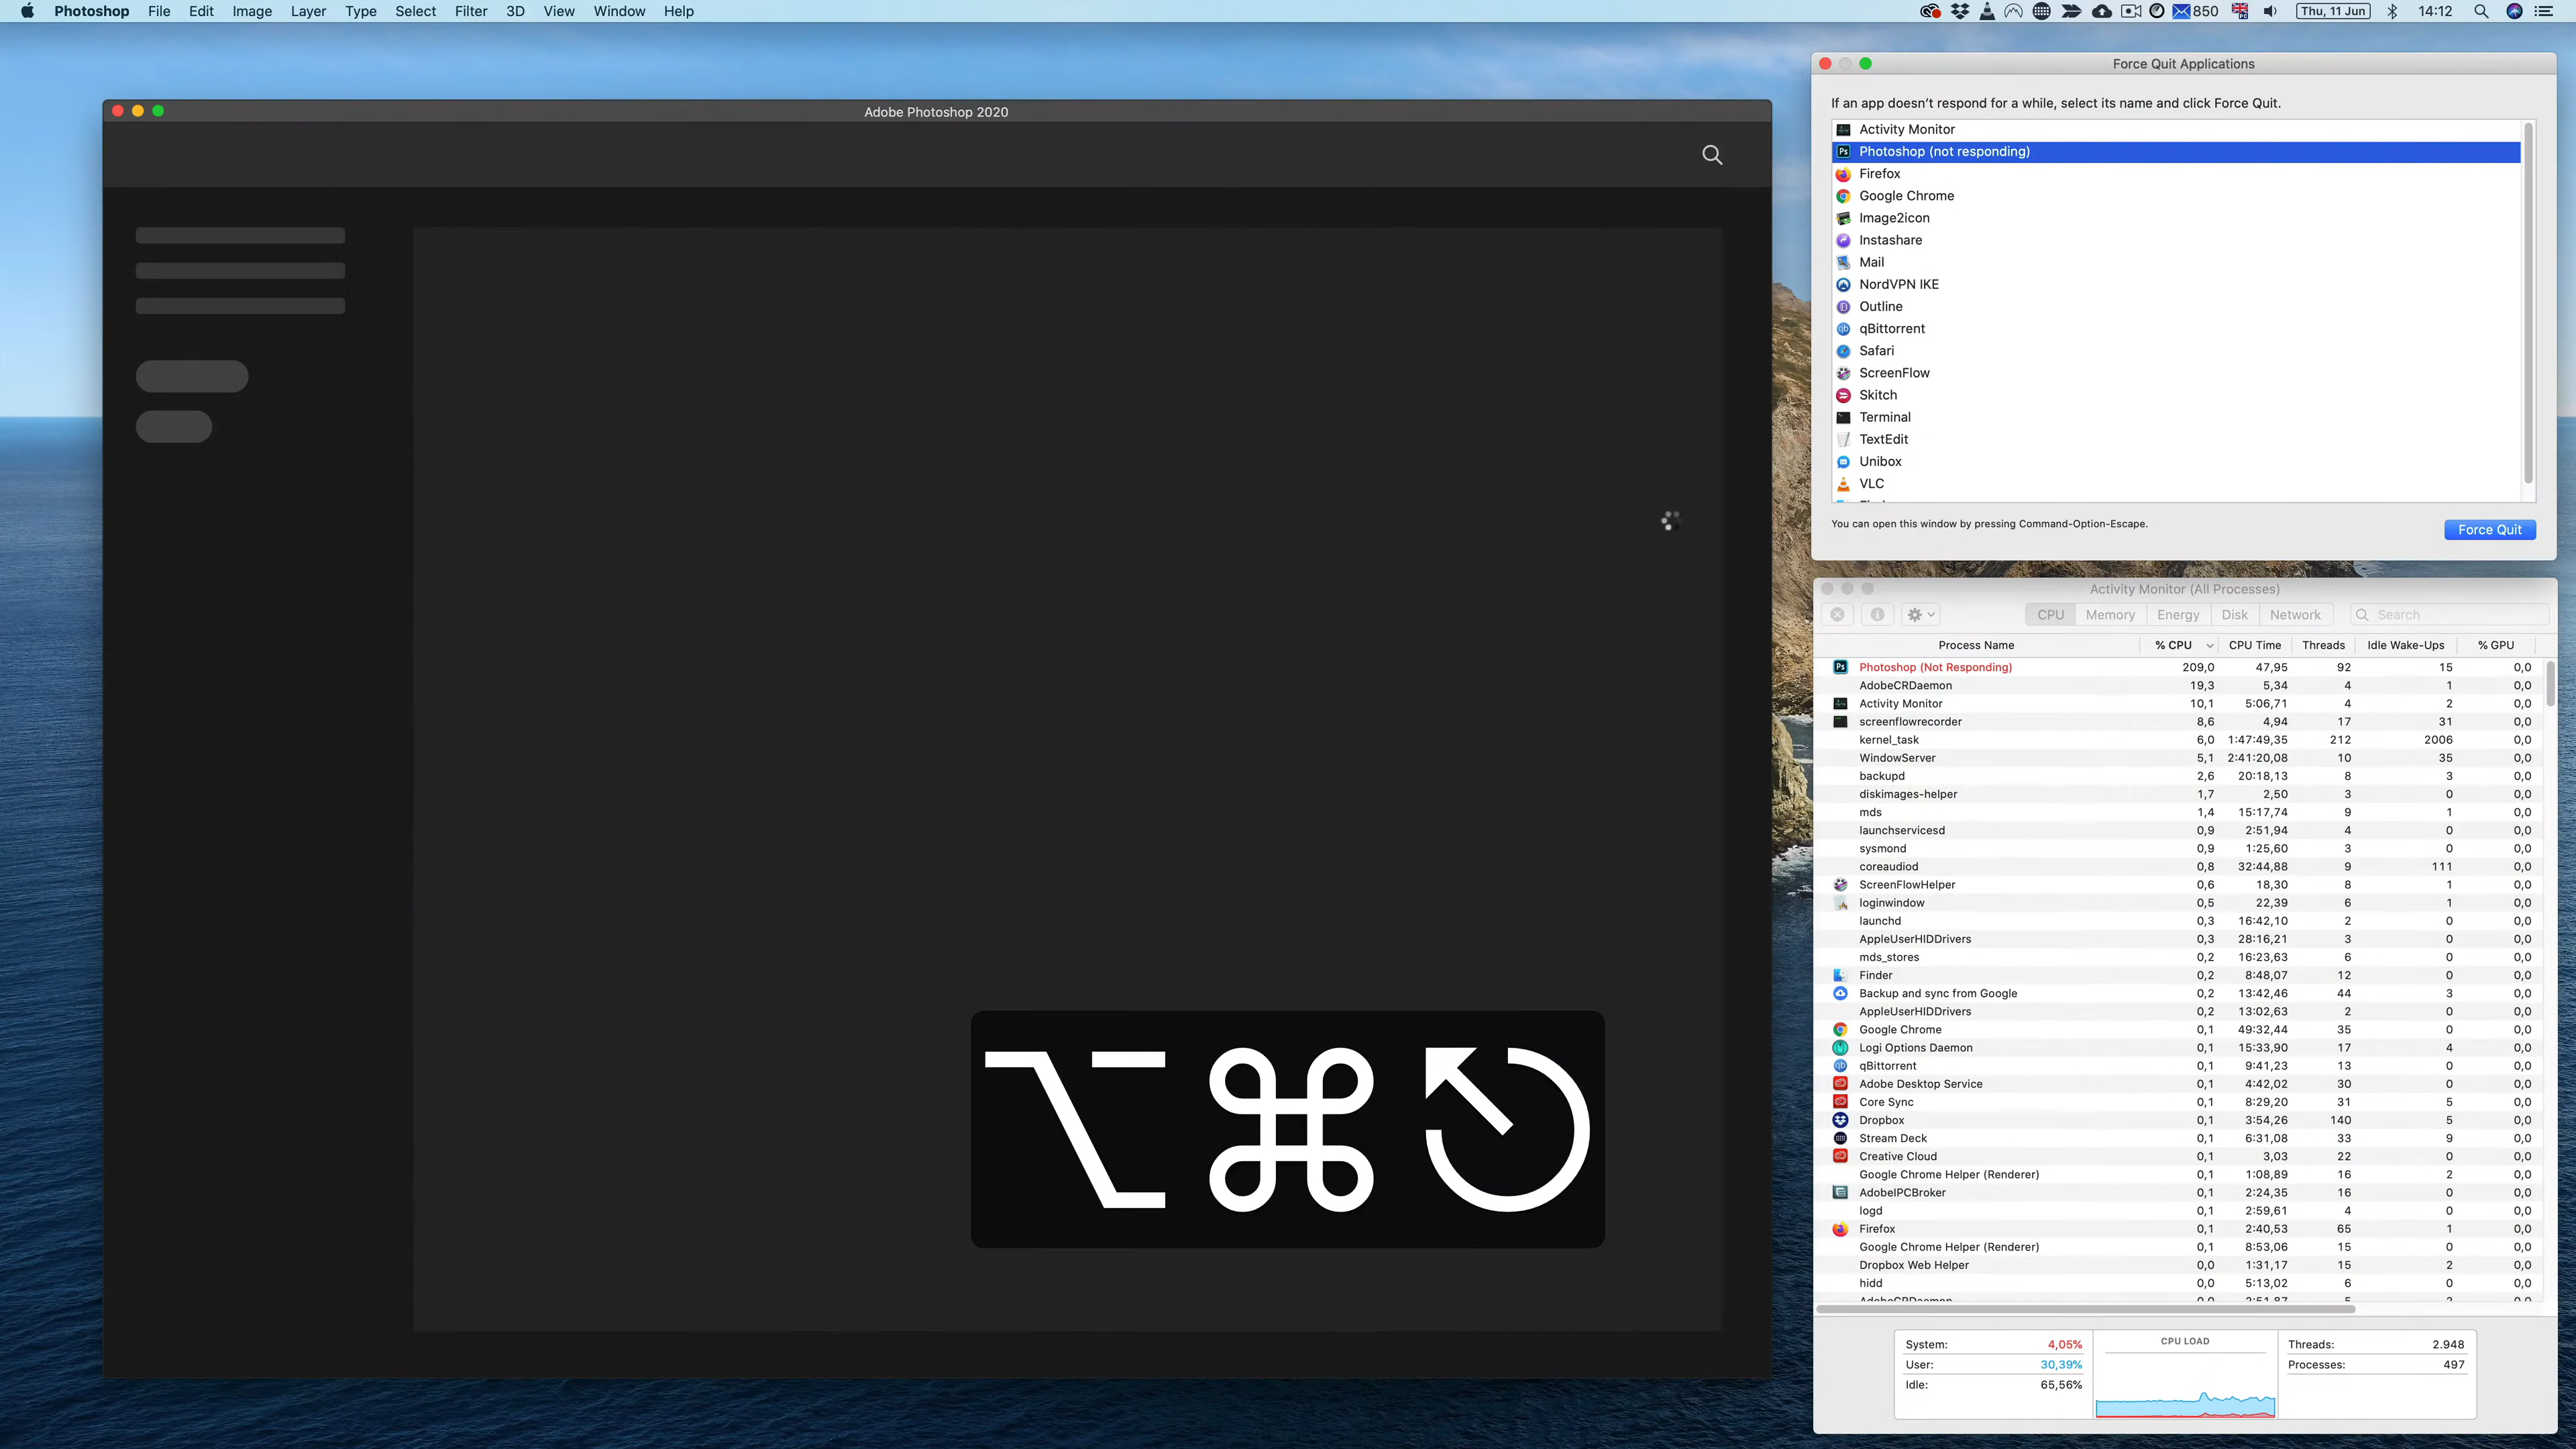 Photoshop File Edit Image Layer Type Select Filter 3D View Window Help 850 Thu, 11 Jun 14:12
Adobe Photoshop 2020
Force Quit Applications
If an app doesn't respond for a while, select its name and click Force Quit.
Activity Monitor
Photoshop (not responding)
Firefox
Google Chrome
Image2icon
Instashare
Mail
NordVPN IKE
Outline
qBittorrent
Safari
ScreenFlow
Skitch
Terminal
TextEdit
Unibox
VLC
You can open this window by pressing Command-Option-Escape.
Force Quit
Activity Monitor (All Processes)
CPU Memory Energy Disk Network Search
Process Name % CPU CPU Time Threads Idle Wake-Ups % GPU
Photoshop (Not Responding) 209,0 47,95 92 15 0,0
AdobeCRDaemon 19,3 5,34 4 1 0,0
Activity Monitor 10,1 5:06,71 4 2 0,0
screenflowrecorder 8,6 4,94 17 31 0,0
kernel_task 6,0 1:47:49,35 212 2006 0,0
WindowServer 5,1 2:41:20,08 10 35 0,0
backupd 2,6 20:18,13 8 3 0,0
diskimages-helper 1,7 2,50 3 0 0,0
mds 1,4 15:17,74 9 1 0,0
launchservicesd 0,9 2:51,94 4 0 0,0
sysmond 0,9 1:25,60 3 0 0,0
coreaudiod 0,8 32:44,88 9 111 0,0
ScreenFlowHelper 0,6 18,30 8 1 0,0
loginwindow 0,5 22,39 6 1 0,0
launchd 0,3 16:42,10 2 0 0,0
AppleUserHIDDrivers 0,3 28:16,21 3 0 0,0
mds_stores 0,2 16:23,63 6 0 0,0
Finder 0,2 8:48,07 12 0 0,0
Backup and sync from Google 0,2 13:42,46 44 3 0,0
AppleUserHIDDrivers 0,2 13:02,63 2 0 0,0
Google Chrome 0,1 49:32,44 35 0 0,0
Logi Options Daemon 0,1 15:33,90 17 4 0,0
qBittorrent 0,1 9:41,23 13 0 0,0
Adobe Desktop Service 0,1 4:42,02 30 0 0,0
Core Sync 0,1 8:29,20 31 5 0,0
Dropbox 0,1 3:54,26 140 5 0,0
Stream Deck 0,1 6:31,08 33 9 0,0
Creative Cloud 0,1 3,03 22 0 0,0
Google Chrome Helper (Renderer) 0,1 1:08,89 16 2 0,0
AdobeIPCBroker 0,1 2:24,35 16 0 0,0
logd 0,1 2:59,61 4 0 0,0
Firefox 0,1 2:40,53 65 1 0,0
Google Chrome Helper (Renderer) 0,1 8:53,06 15 0 0,0
Dropbox Web Helper 0,0 1:31,17 15 2 0,0
hidd 0,0 5:13,02 6 0 0,0
AdobeCRDaemon 0,0 2:51,87 5 2 0,0
System: 4,05% CPU LOAD Threads: 2.948
User: 30,39% Processes: 497
Idle: 65,56%
⌥ ⌘ ⎋